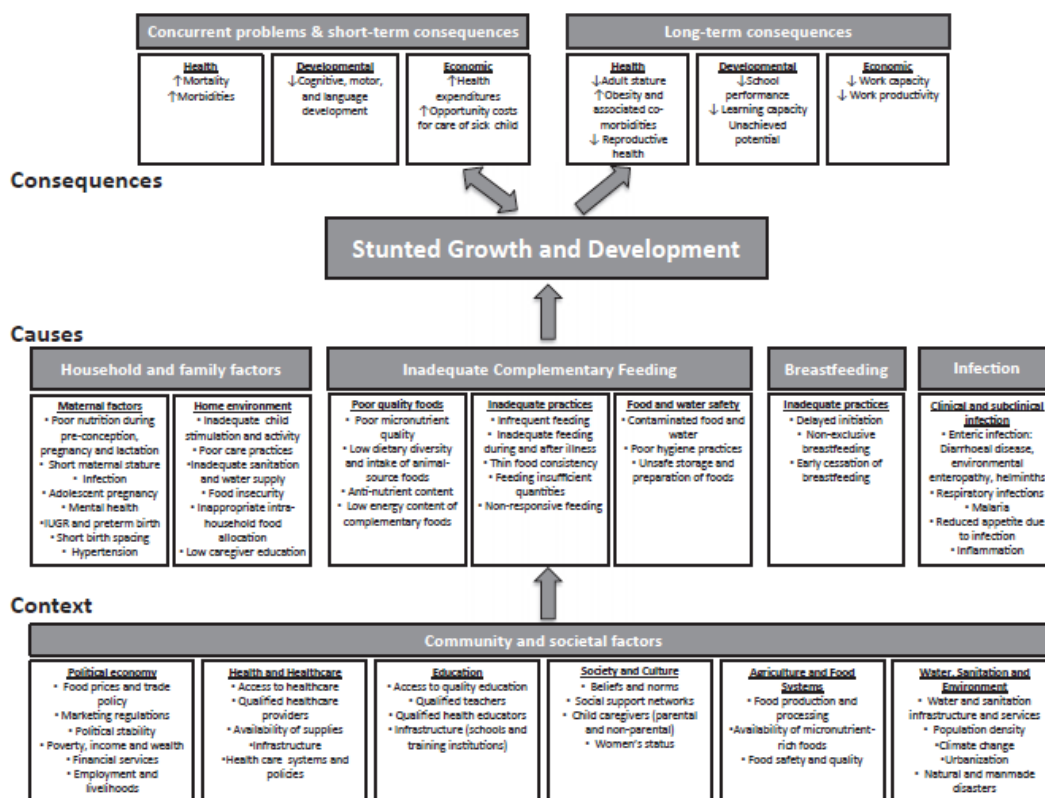 Concurrent problems & short-term consequences
Health
↑Mortality
↑Morbidities
Developmental
↓Cognitive, motor,
and language
development
Economic
↑Health
expenditures
↑Opportunity costs
for care of sick child
Long-term consequences
Health
↓Adult stature
↑Obesity and
associated co-
morbidities
↓ Reproductive
health
Developmental
↓School
performance
↓ Learning capacity
Unachieved
potential
Economic
↓ Work capacity
↓ Work productivity
Consequences
Stunted Growth and Development
Causes
Household and family factors
Maternal factors
• Poor nutrition during
pre-conception,
pregnancy and lactation
• Short maternal stature
• Infection
• Adolescent pregnancy
• Mental health
• IUGR and preterm birth
• Short birth spacing
• Hypertension
Home environment
• Inadequate child
stimulation and activity
• Poor care practices
• Inadequate sanitation
and water supply
• Food insecurity
• Inappropriate intra-
household food
allocation
• Low caregiver education
Inadequate Complementary Feeding
Poor quality foods
• Poor micronutrient
quality
• Low dietary diversity
and intake of animal-
source foods
• Anti-nutrient content
• Low energy content of
complementary foods
Inadequate practices
• Infrequent feeding
• Inadequate feeding
during and after illness
• Thin food consistency
• Feeding insufficient
quantities
• Non-responsive feeding
Food and water safety
• Contaminated food and
water
• Poor hygiene practices
• Unsafe storage and
preparation of foods
Breastfeeding
Inadequate practices
• Delayed initiation
• Non-exclusive
breastfeeding
• Early cessation of
breastfeeding
Infection
Clinical and subclinical
infection
• Enteric infection:
Diarrhoeal disease,
environmental
enteropathy, helminths
• Respiratory infections
• Malaria
• Reduced appetite due
to infection
• Inflammation
Context
Community and societal factors
Political economy
• Food prices and trade
policy
• Marketing regulations
• Political stability
• Poverty, income and wealth
• Financial services
• Employment and
livelihoods
Health and Healthcare
• Access to healthcare
• Qualified healthcare
providers
• Availability of supplies
• Infrastructure
• Health care systems and
policies
Education
• Access to quality education
• Qualified teachers
• Qualified health educators
• Infrastructure (schools and
training institutions)
Society and Culture
• Beliefs and norms
• Social support networks
• Child caregivers (parental
and non-parental)
• Women's status
Agriculture and Food
Systems
• Food production and
processing
• Availability of micronutrient-
rich foods
• Food safety and quality
Water, Sanitation and
Environment
• Water and sanitation
infrastructure and services
• Population density
• Climate change
• Urbanization
• Natural and manmade
disasters